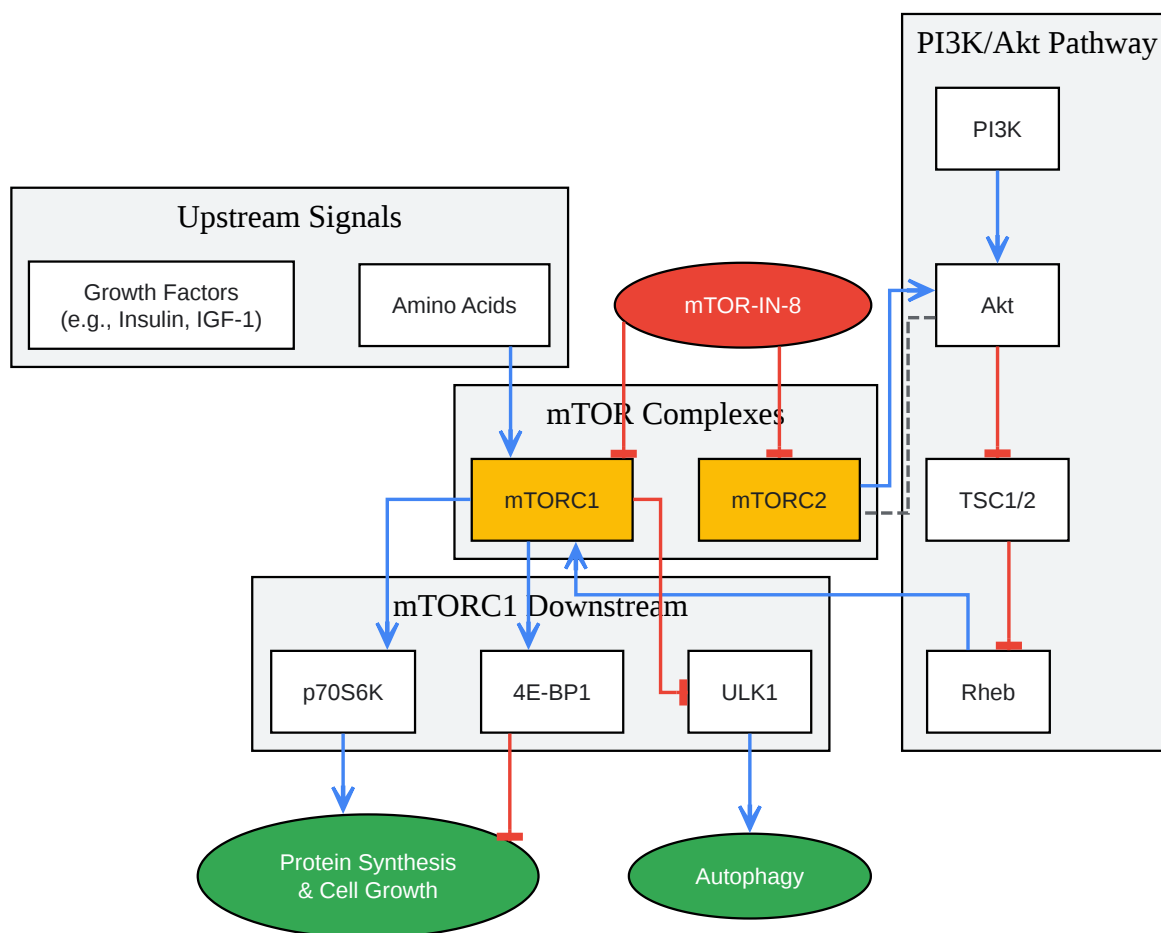 PI3K/Akt Pathway
PI3K
Upstream Signals
Growth Factors
(e.g., Insulin, IGF-1)
Amino Acids
mTOR-IN-8
Akt
mTOR Complexes
mTORC1
mTORC2
TSC1/2
mTORC1 Downstream
p70S6K
4E-BP1
ULK1
Rheb
Protein Synthesis
& Cell Growth
Autophagy